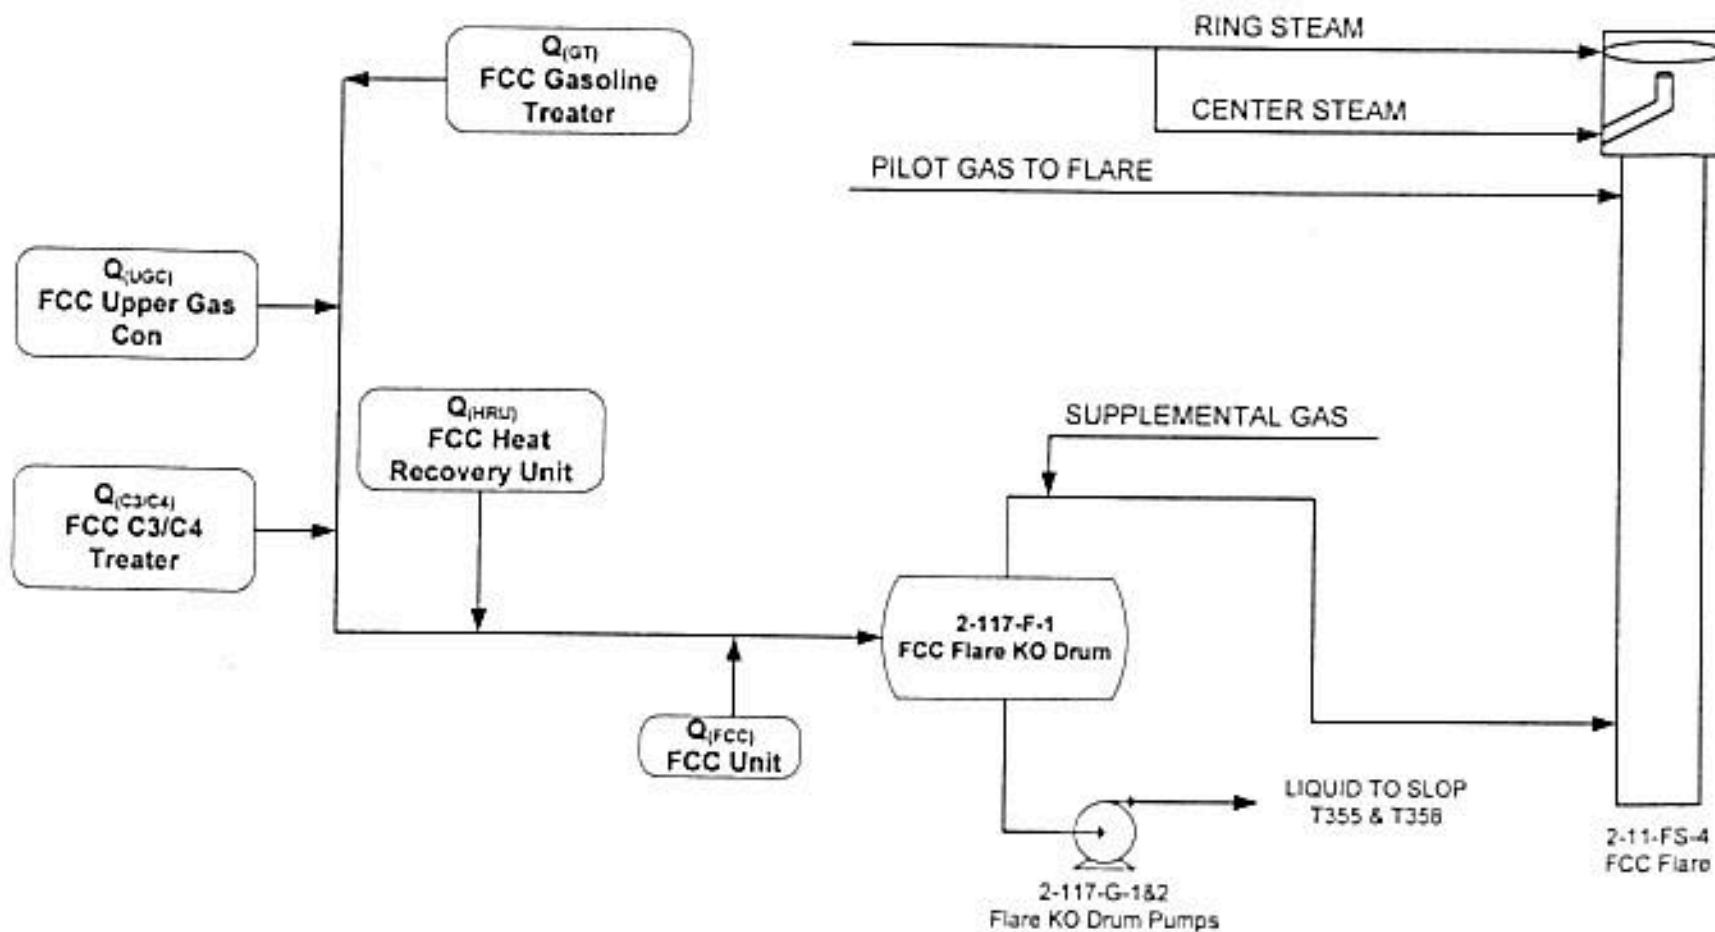 RING STEAM
Q(GT)
FCC Gasoline
Treater
CENTER STEAM
PILOT GAS TO FLARE
Q(UGC)
FCC Upper Gas
Con
Q(HRU)
FCC Heat
Recovery Unit
SUPPLEMENTAL GAS
Q(C3/C4)
FCC C3/C4
Treater
2-117-F-1
FCC Flare KO Drum
Q(FCC)
FCC Unit
LIQUID TO SLOP
T355 & T358
2-11-FS-4
FCC Flare
2-117-G-1&2
Flare KO Drum Pumps